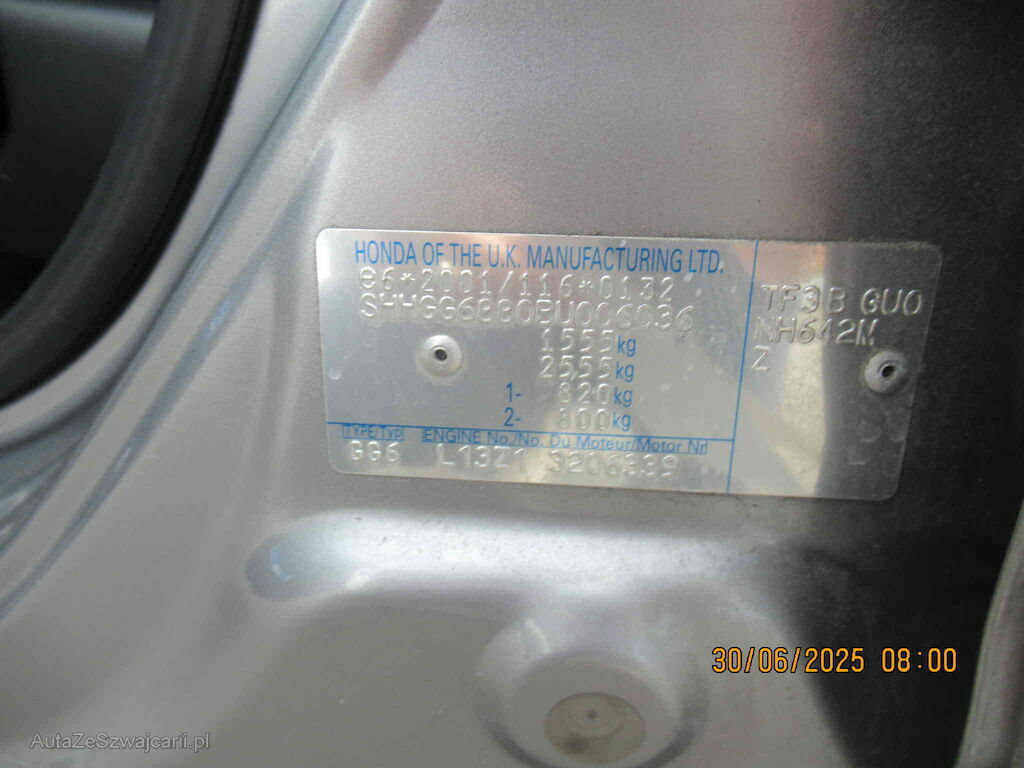 HONDA OF THE U.K. MANUFACTURING LTD.
e6*2001/116*0132
SHHGG6880BU006036
1555kg
2555kg
1- 820kg
2- 800kg
TYPE/TYP
ENGINE No./No. Du Moteur/Motor Nr
GG6 L13Z1 3206339
TF3 B GU0
NH642M
Z
30/06/2025 08:00
AutaZeSzwajcarii.pl